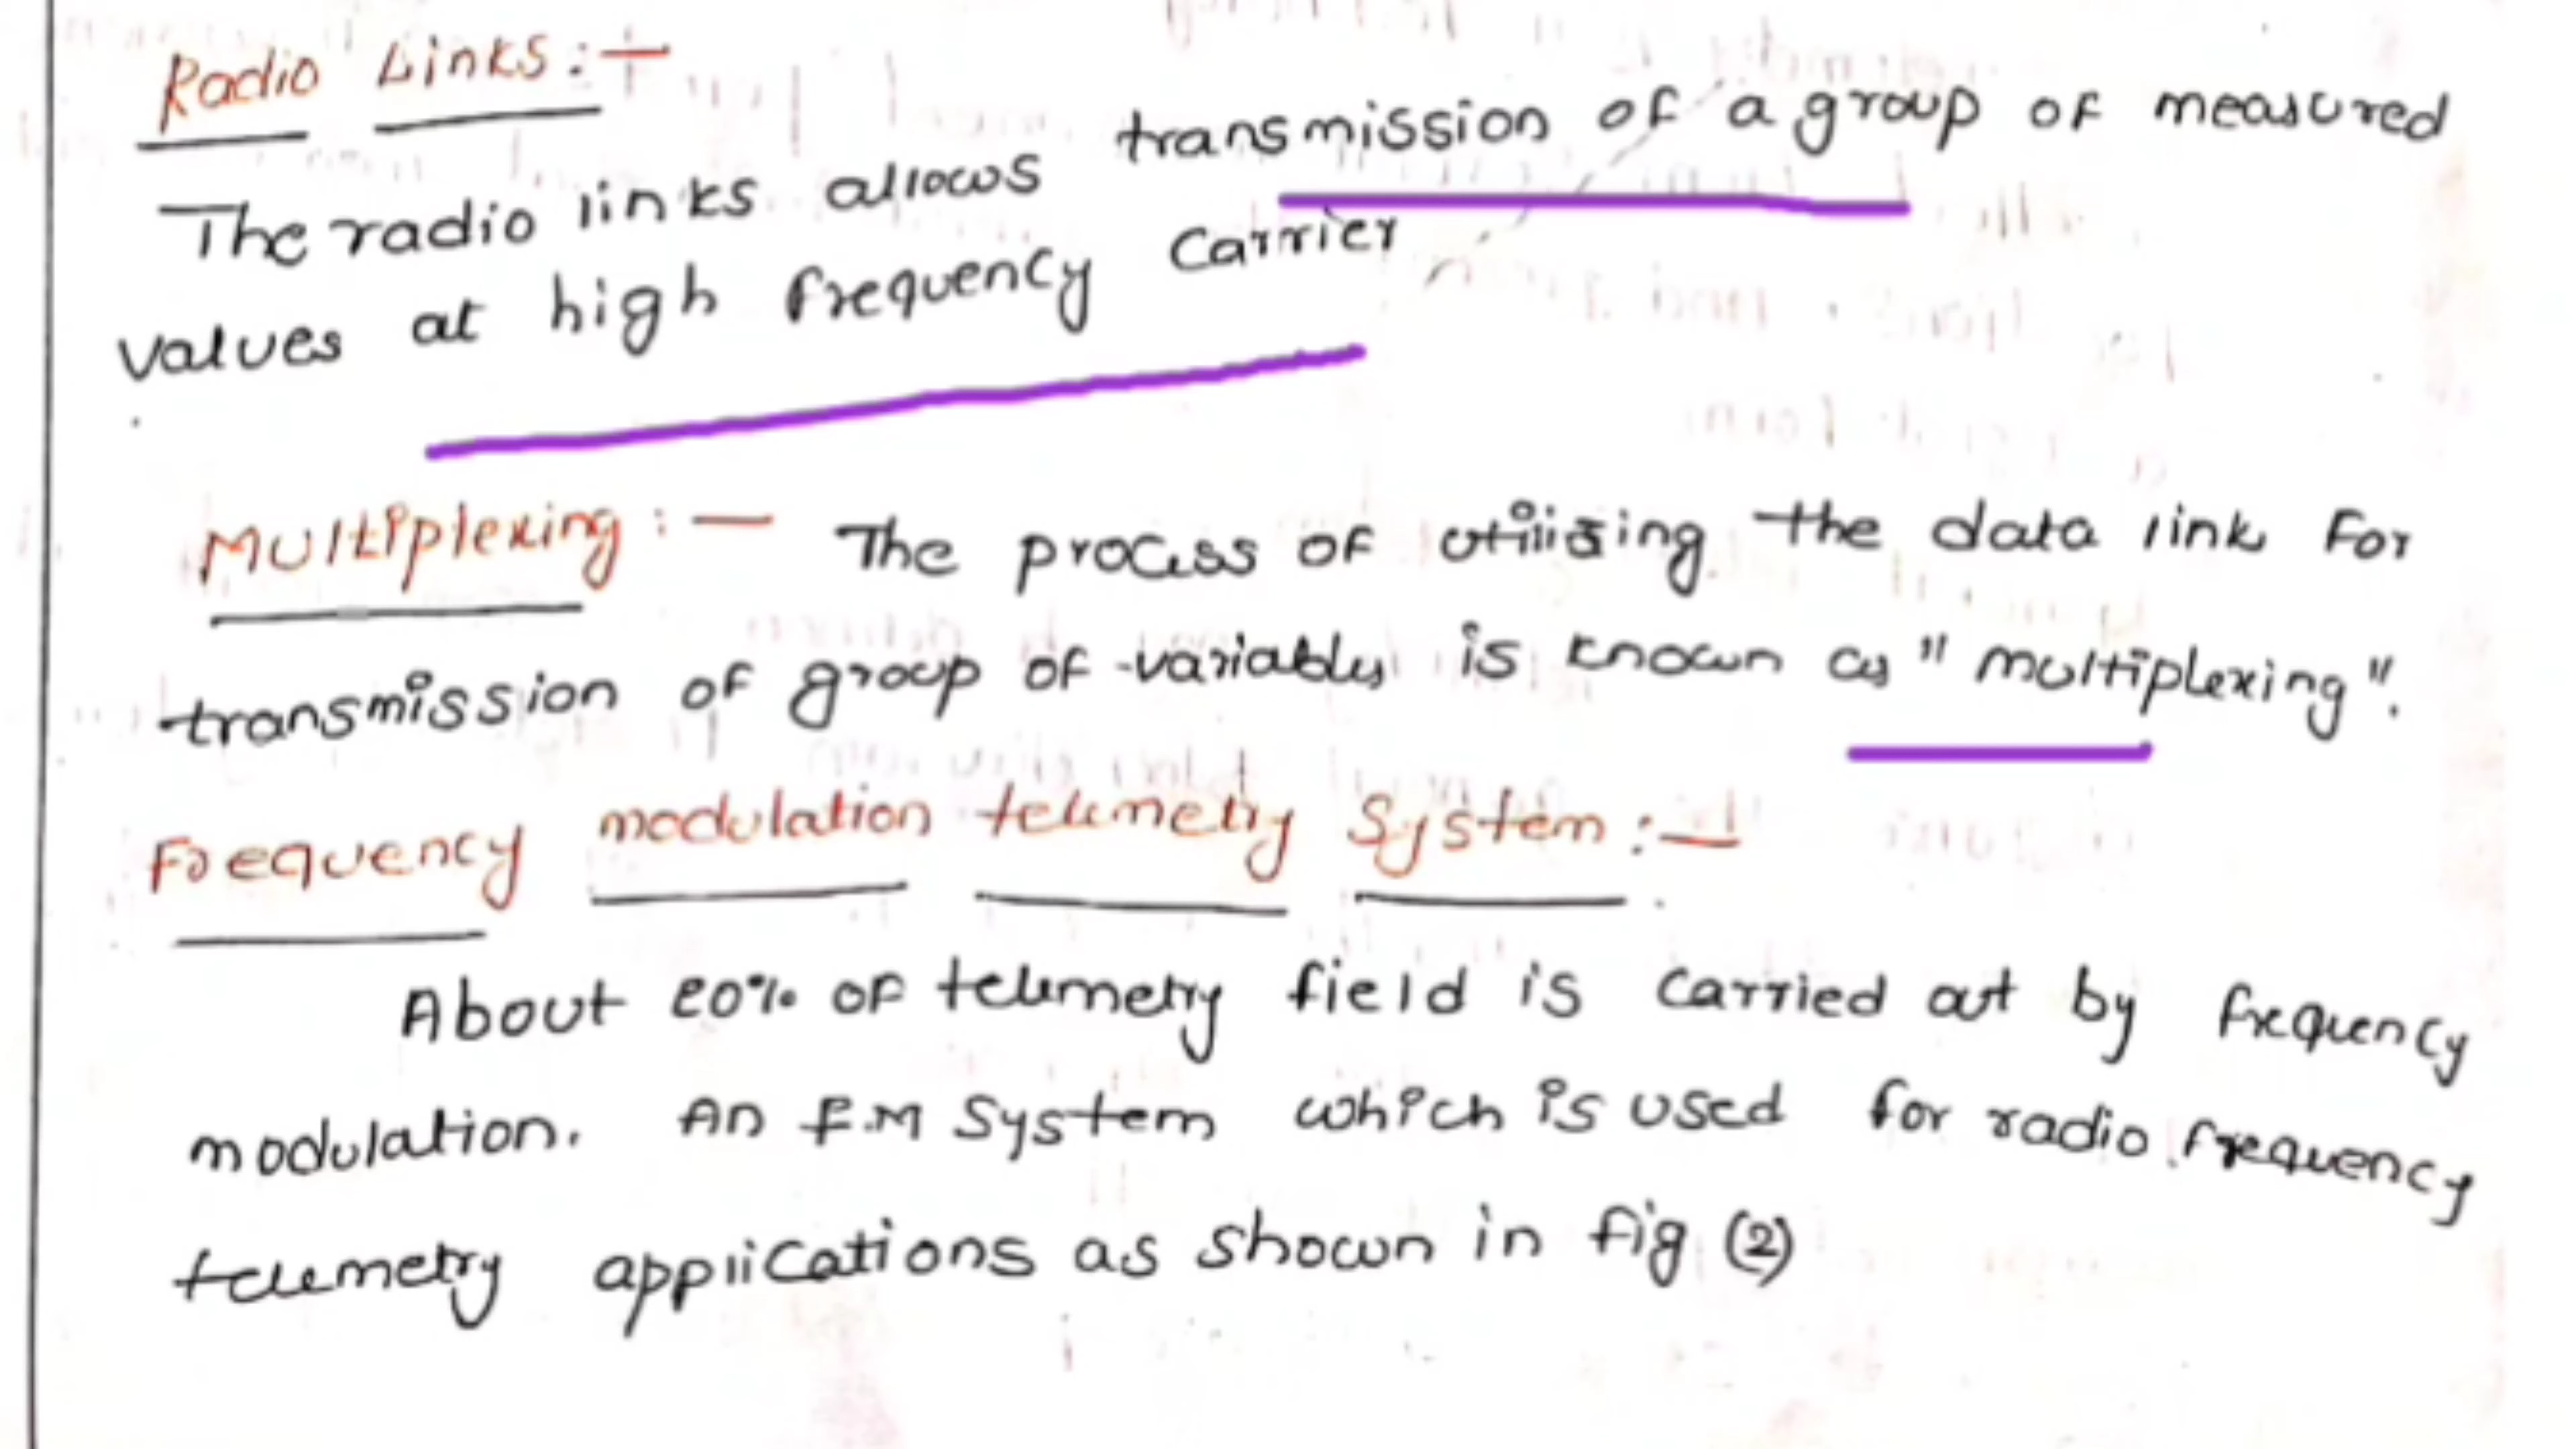 Radio Links:-
The radio links allows transmission of a group of measured
values at high frequency carrier
Multiplexing:- The process of utilizing the data link For
transmission of group of variables is known as "multiplexing".
Frequency modulation telemetry System:-
About 80% of telemetry field is carried out by frequency
modulation. An F.M System which is used for radio frequency
telemetry applications as shown in fig (2)